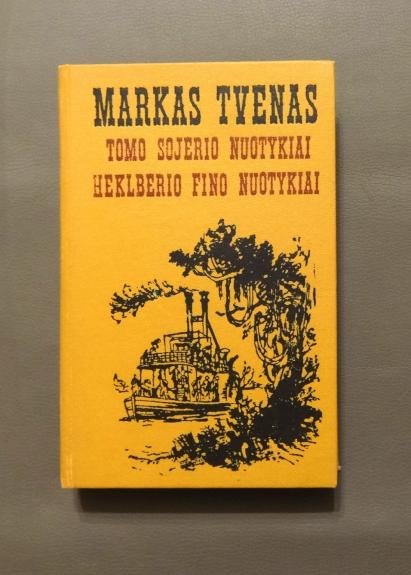 MARKAS TVENAS
TOMO SOJERIO NUOTYKIAI
HEKLBERIO FINO NUOTYKIAI